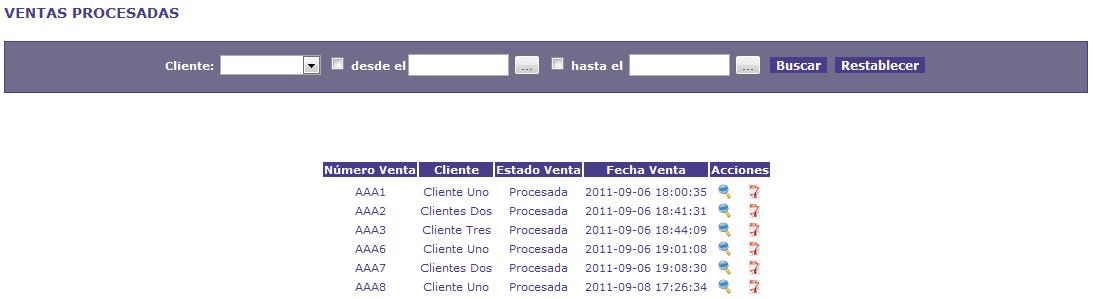 VENTAS PROCESADAS
Cliente: desde el ... hasta el ... Buscar Restablecer
Número Venta Cliente Estado Venta Fecha Venta Acciones
AAA1 Cliente Uno Procesada 2011-09-06 18:00:35
AAA2 Clientes Dos Procesada 2011-09-06 18:41:31
AAA3 Cliente Tres Procesada 2011-09-06 18:44:09
AAA6 Cliente Uno Procesada 2011-09-06 19:01:08
AAA7 Clientes Dos Procesada 2011-09-06 19:08:30
AAA8 Cliente Uno Procesada 2011-09-08 17:26:34